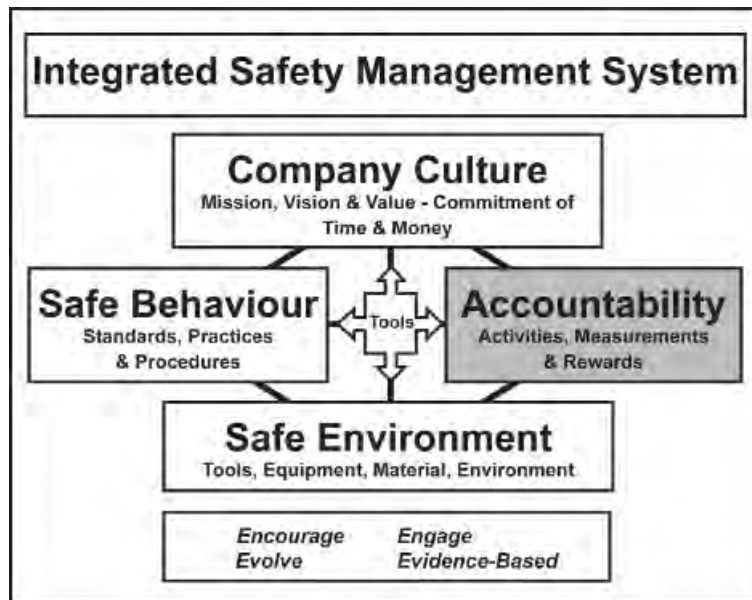 Integrated Safety Management System
Company Culture
Mission, Vision & Value - Commitment of
Time & Money
Safe Behaviour
Standards, Practices
& Procedures
Tools
Accountability
Activities, Measurements
& Rewards
Safe Environment
Tools, Equipment, Material, Environment
Encourage Engage
Evolve Evidence-Based